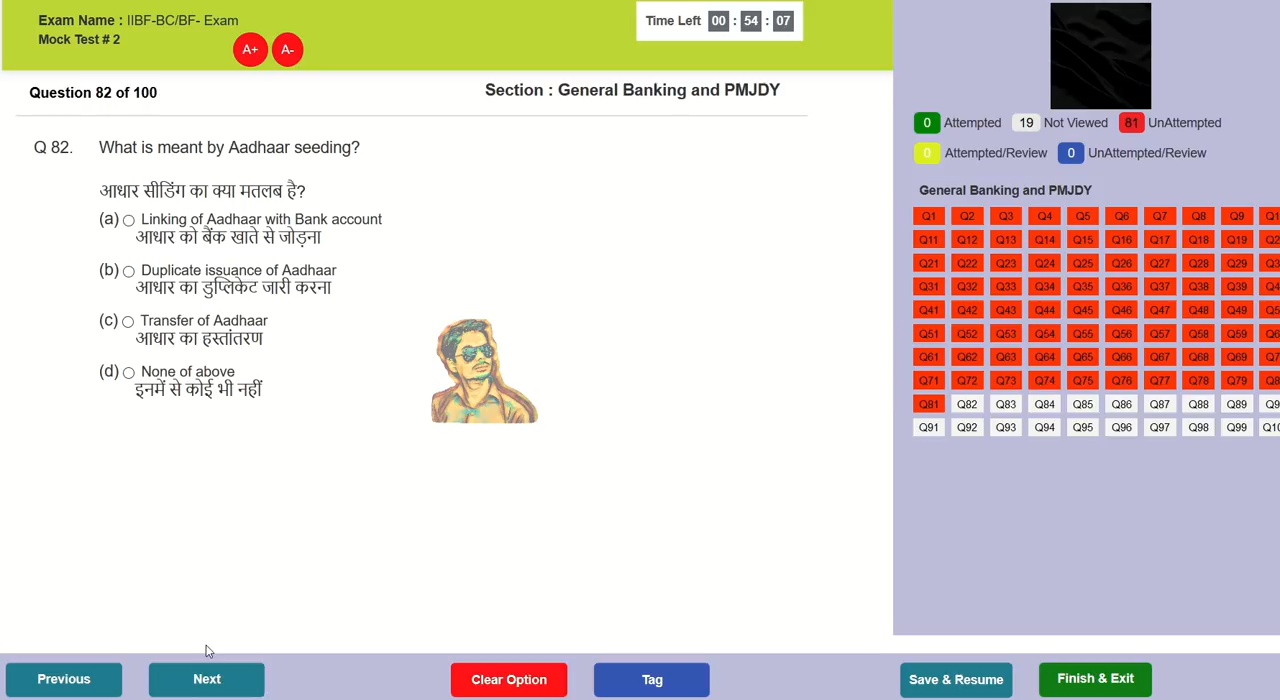 Exam Name : IIBF-BC/BF- Exam
Mock Test # 2
A+ A-
Time Left 00 : 54 : 07
Question 82 of 100
Section : General Banking and PMJDY
Q 82. What is meant by Aadhaar seeding?
आधार सीडिंग का क्या मतलब है?
(a) Linking of Aadhaar with Bank account
आधार को बैंक खाते से जोड़ना
(b) Duplicate issuance of Aadhaar
आधार का डुप्लिकेट जारी करना
(c) Transfer of Aadhaar
आधार का हस्तांतरण
(d) None of above
इनमें से कोई भी नहीं
Previous Next Clear Option Tag
0 Attempted 19 Not Viewed 81 UnAttempted
0 Attempted/Review 0 UnAttempted/Review
General Banking and PMJDY
Q1 Q2 Q3 Q4 Q5 Q6 Q7 Q8 Q9
Q11 Q12 Q13 Q14 Q15 Q16 Q17 Q18 Q19
Q21 Q22 Q23 Q24 Q25 Q26 Q27 Q28 Q29
Q31 Q32 Q33 Q34 Q35 Q36 Q37 Q38 Q39
Q41 Q42 Q43 Q44 Q45 Q46 Q47 Q48 Q49
Q51 Q52 Q53 Q54 Q55 Q56 Q57 Q58 Q59
Q61 Q62 Q63 Q64 Q65 Q66 Q67 Q68 Q69
Q71 Q72 Q73 Q74 Q75 Q76 Q77 Q78 Q79
Q81 Q82 Q83 Q84 Q85 Q86 Q87 Q88 Q89
Q91 Q92 Q93 Q94 Q95 Q96 Q97 Q98 Q99
Save & Resume Finish & Exit